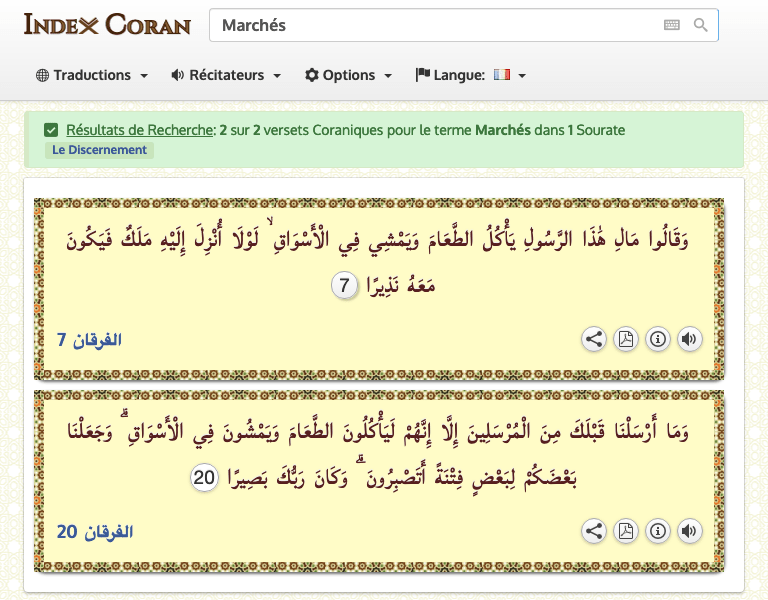 INDEX CORAN
Marchés
Traductions Récitateurs Options Langue:
Résultats de Recherche: 2 sur 2 versets Coraniques pour le terme Marchés dans 1 Sourate
Le Discernement
وَقَالُوا مَالِ هَٰذَا الرَّسُولِ يَأْكُلُ الطَّعَامَ وَيَمْشِي فِي الْأَسْوَاقِ ۙ لَوْلَا أُنْزِلَ إِلَيْهِ مَلَكٌ فَيَكُونَ
مَعَهُ نَذِيرًا 7
الفرقان 7
وَمَا أَرْسَلْنَا قَبْلَكَ مِنَ الْمُرْسَلِينَ إِلَّا إِنَّهُمْ لَيَأْكُلُونَ الطَّعَامَ وَيَمْشُونَ فِي الْأَسْوَاقِ ۗ وَجَعَلْنَا
بَعْضَكُمْ لِبَعْضٍ فِتْنَةً أَتَصْبِرُونَ ۗ وَكَانَ رَبُّكَ بَصِيرًا 20
الفرقان 20